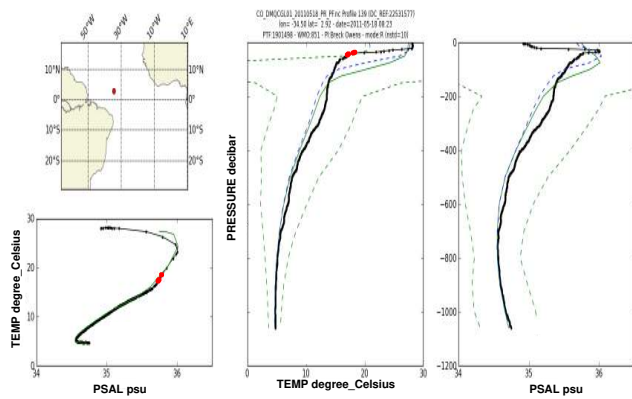 CO_DMQCGL01_20110518_PR_PF.nc Profile 139 (DC_REF:22531577)
lon= -34.50 lat= 2.92 - date=2011-05-18 08:23
PTF 1901498 - WMO:851 - PI:Breck Owens - mode:R (nstd=10)
50°W 30°W 10°W 10°E
10°N 10°N
0° 0°
10°S 10°S
20°S 20°S
TEMP degree_Celsius
30
20
10
0
34 35 36
PSAL psu
PRESSURE decibar
0 10 20 30
TEMP degree_Celsius
0
−200
−400
−600
−800
−1000
−1200
34 35 36
PSAL psu